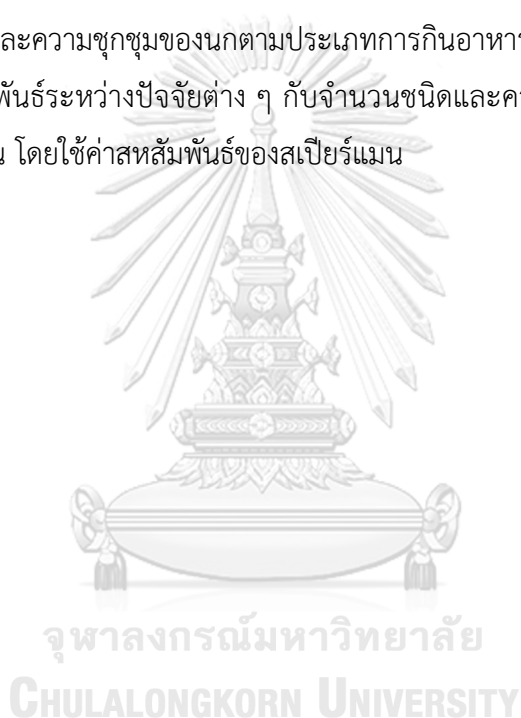 ละความชุกชุมของนกตามประเภทการกินอาหาร
พันธ์ระหว่างปัจจัยต่าง ๆ กับจำนวนชนิดและคว
น โดยใช้ค่าสหสัมพันธ์ของสเปียร์แมน
จุฬาลงกรณ์มหาวิทยาลัย
CHULALONGKORN UNIVERSITY